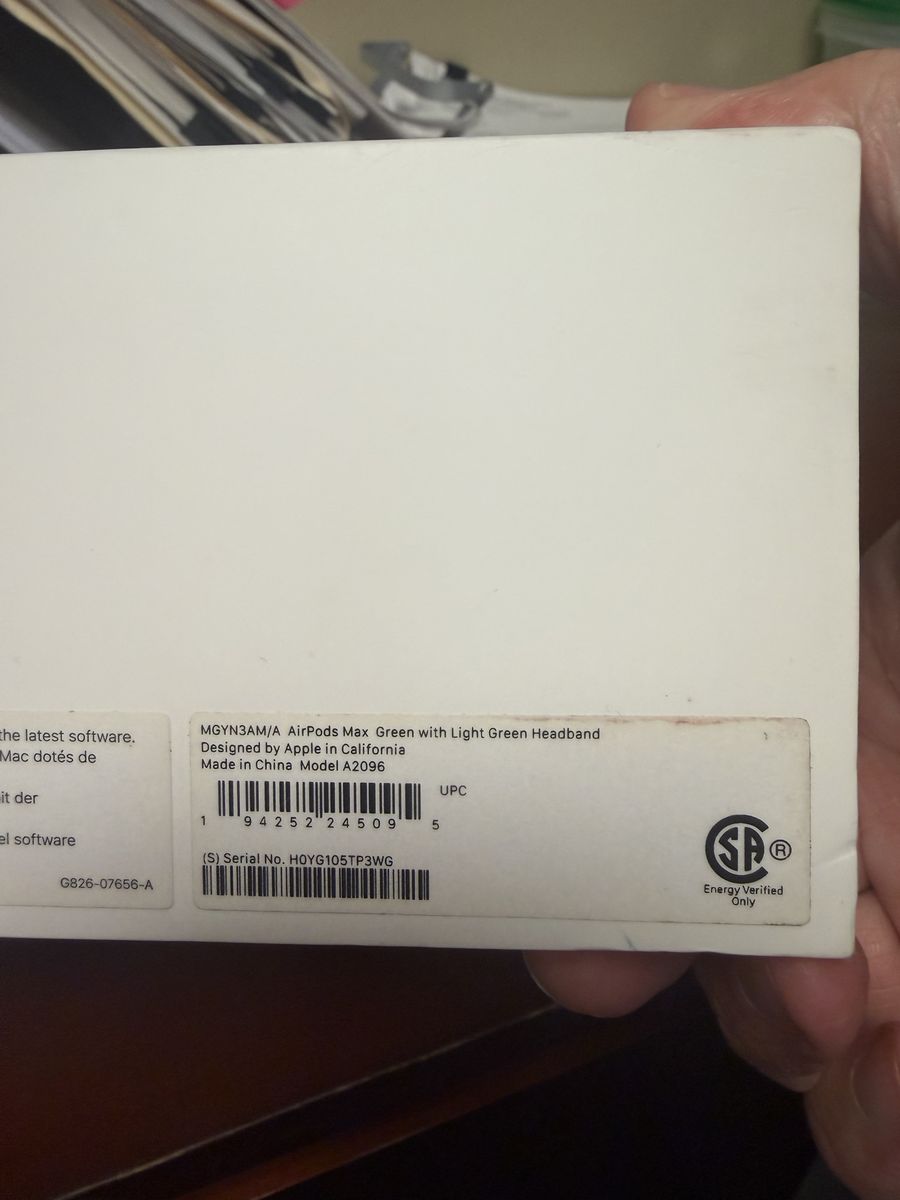 the latest software.
Mac dotés de
it der
el software
G826-07656-A
MGYN3AM/A AirPods Max Green with Light Green Headband
Designed by Apple in California
Made in China Model A2096
UPC
1 94252 24509 5
(S) Serial No. H0YG105TP3WG
SA ®
Energy Verified
Only